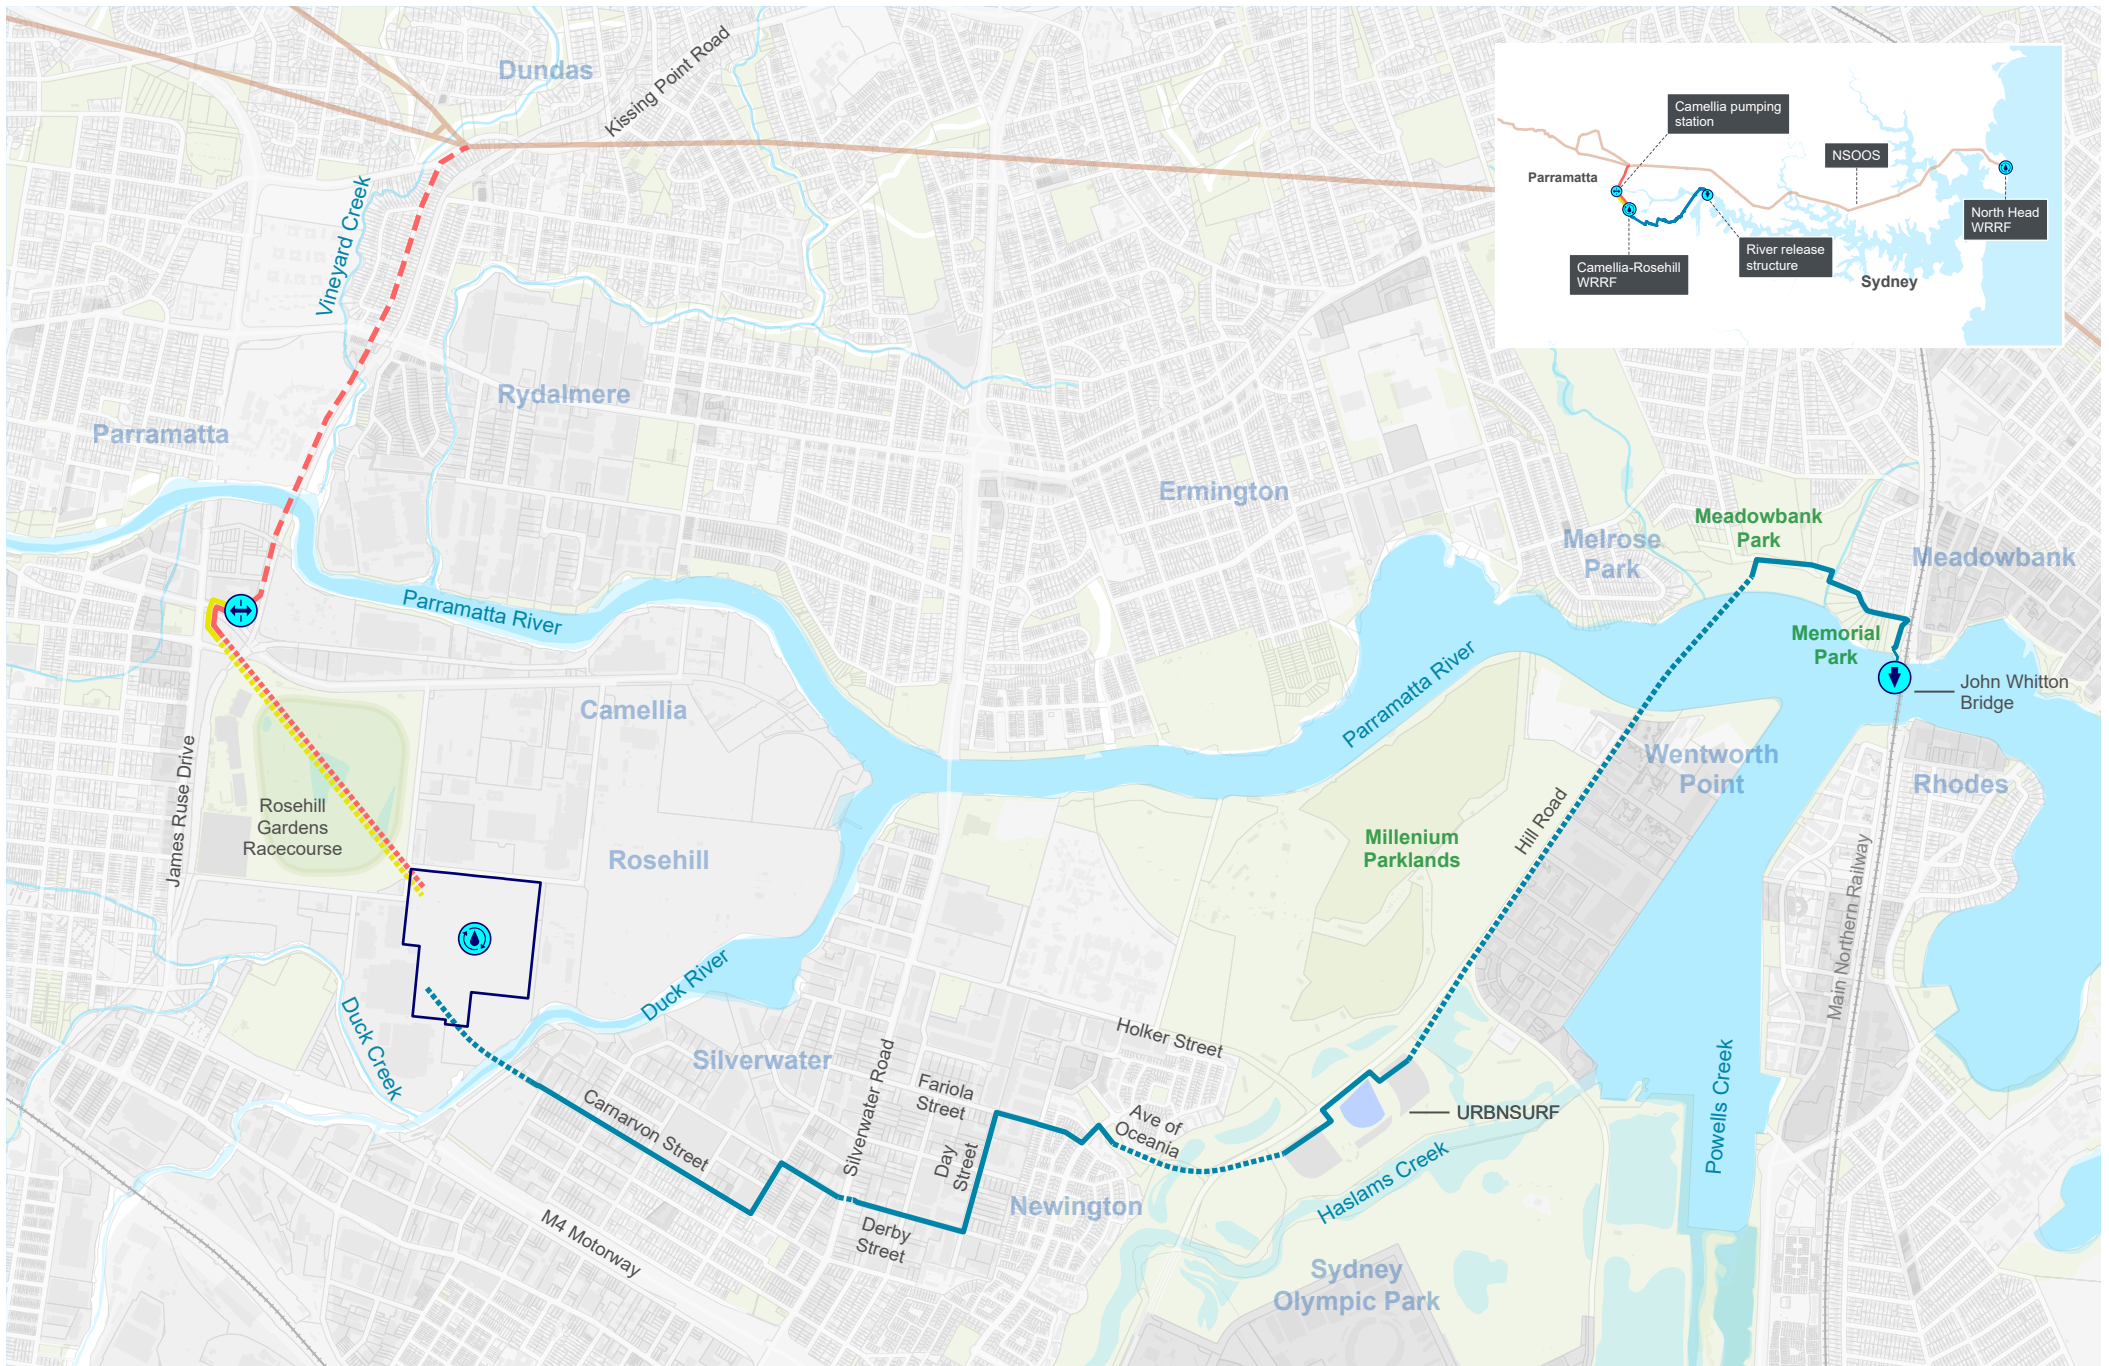 Dundas
Kissing Point Road
Camellia pumping
station
NSOOS
Parramatta
North Head
WRRF
River release
structure
Camellia-Rosehill
WRRF
Sydney
Vineyard Creek
Rydalmere
Parramatta
Ermington
Meadowbank
Park
Melrose
Park
Meadowbank
Parramatta River
Memorial
Park
John Whitton
Bridge
Parramatta River
Camellia
Wentworth
Point
Rhodes
James Ruse Drive
Rosehill
Gardens
Racecourse
Rosehill
Millenium
Parklands
Hill Road
Main Northern Railway
Duck River
Duck Creek
Silverwater
Holker Street
Silverwater Road
Fariola
Street
Carnarvon Street
Ave of
Oceania
URBNSURF
Powells Creek
Day
Street
Haslams Creek
Newington
M4 Motorway
Derby
Street
Sydney
Olympic Park